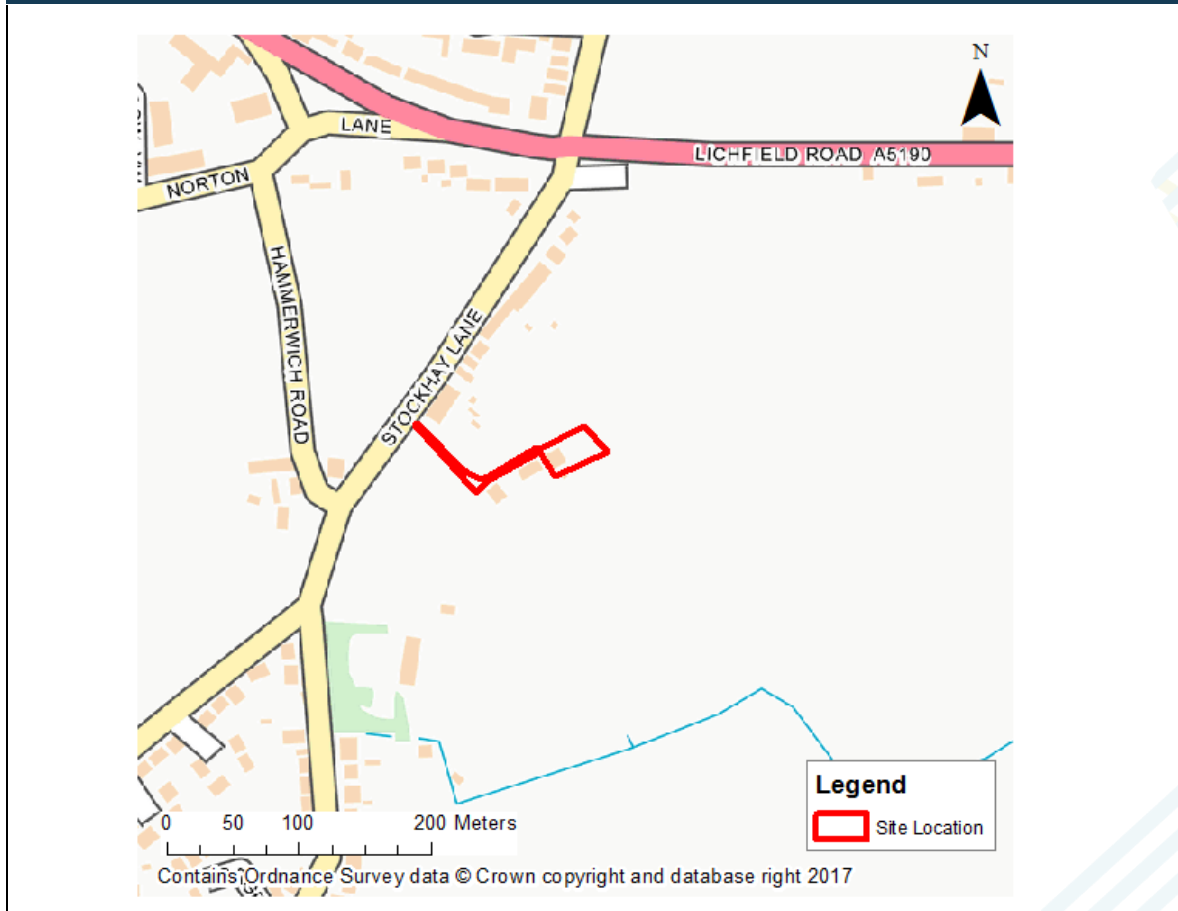 N
LANE
LICHFIELD ROAD A5190
NORTON
HAMMERWICH ROAD
STOCKHAY LANE
Legend
Site Location
0 50 100 200 Meters
Contains Ordnance Survey data © Crown copyright and database right 2017